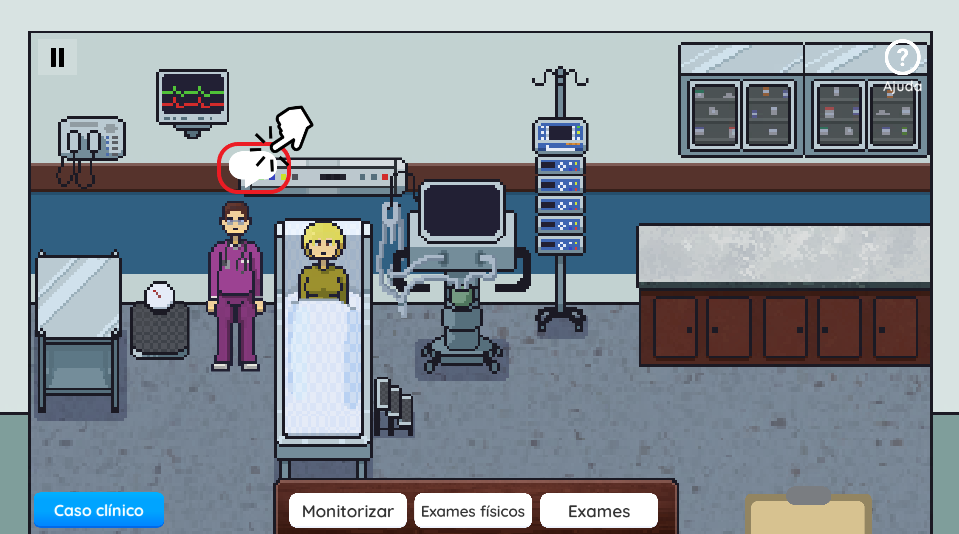 Ajuda
Caso clínico
Monitorizar
Exames físicos
Exames